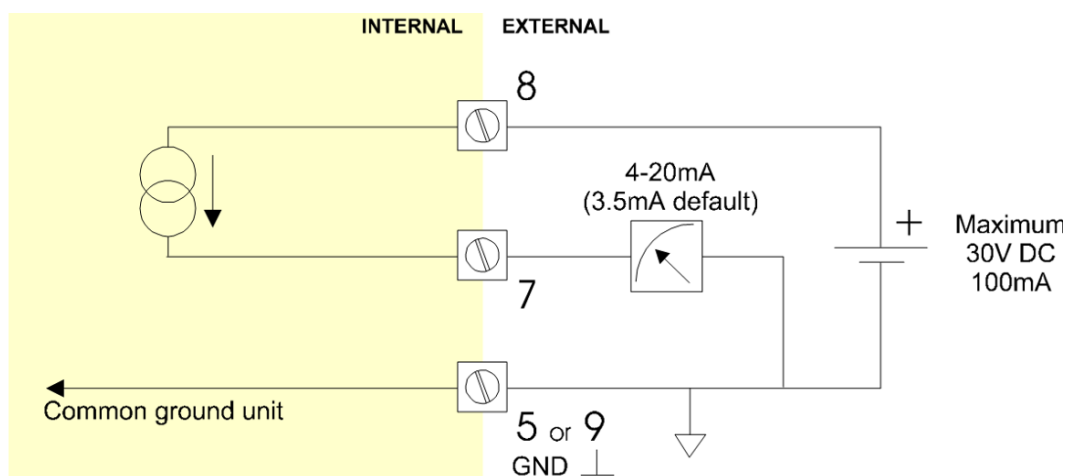 INTERNAL EXTERNAL
8
4-20mA
(3.5mA default)
+
Maximum
30V DC
100mA
7
Common ground unit
5 or 9
GND